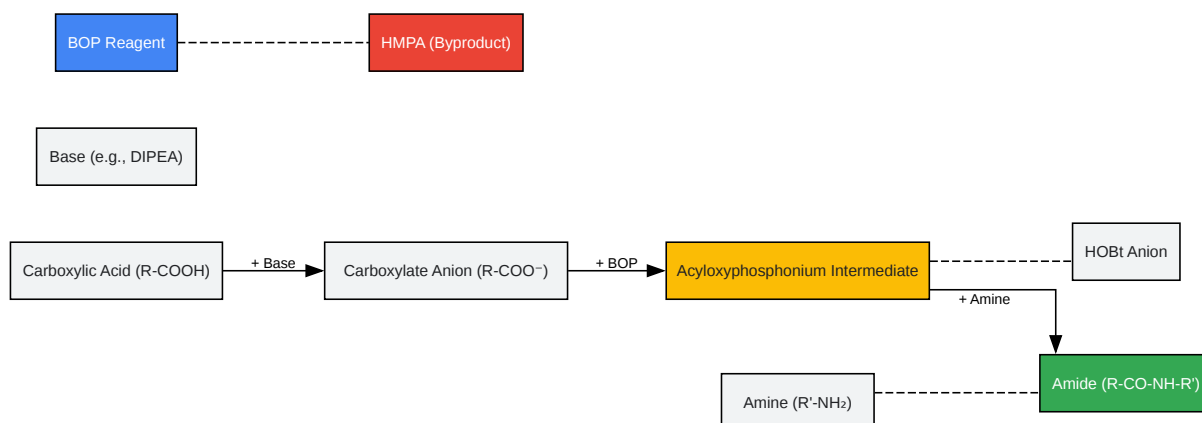 BOP Reagent
HMPA (Byproduct)
Base (e.g., DIPEA)
Carboxylic Acid (R-COOH)
+ Base
Carboxylate Anion (R-COO⁻)
+ BOP
Acyloxyphosphonium Intermediate
HOBt Anion
+ Amine
Amine (R'-NH₂)
Amide (R-CO-NH-R')